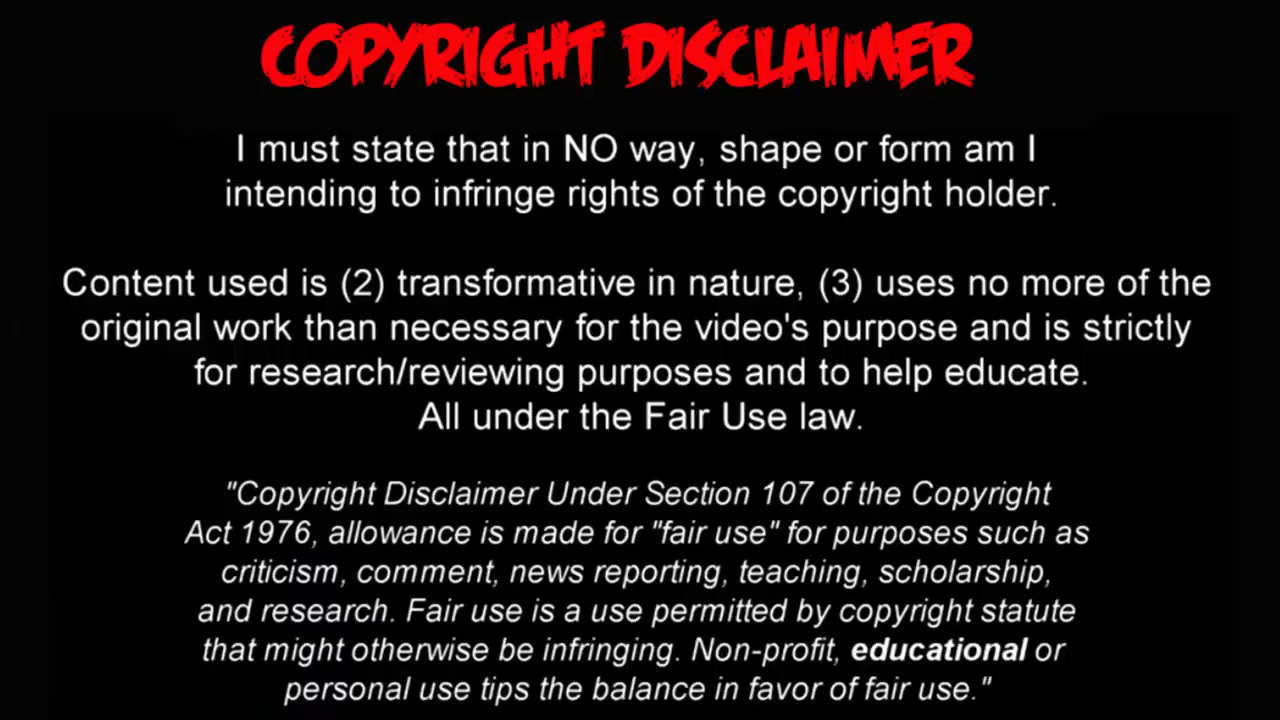 COPYRIGHT DISCLAIMER
I must state that in NO way, shape or form am I
intending to infringe rights of the copyright holder.
Content used is (2) transformative in nature, (3) uses no more of the
original work than necessary for the video's purpose and is strictly
for research/reviewing purposes and to help educate.
All under the Fair Use law.
"Copyright Disclaimer Under Section 107 of the Copyright
Act 1976, allowance is made for "fair use" for purposes such as
criticism, comment, news reporting, teaching, scholarship,
and research. Fair use is a use permitted by copyright statute
that might otherwise be infringing. Non-profit, educational or
personal use tips the balance in favor of fair use."